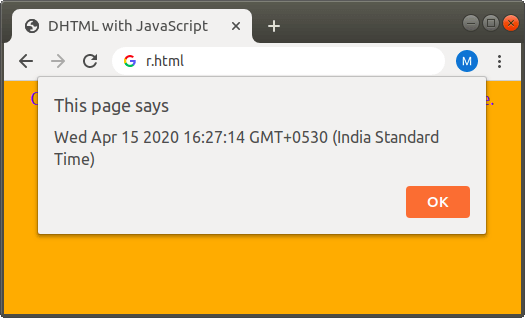 DHTML with JavaScript
r.html
M
This page says
Wed Apr 15 2020 16:27:14 GMT+0530 (India Standard
Time)
OK